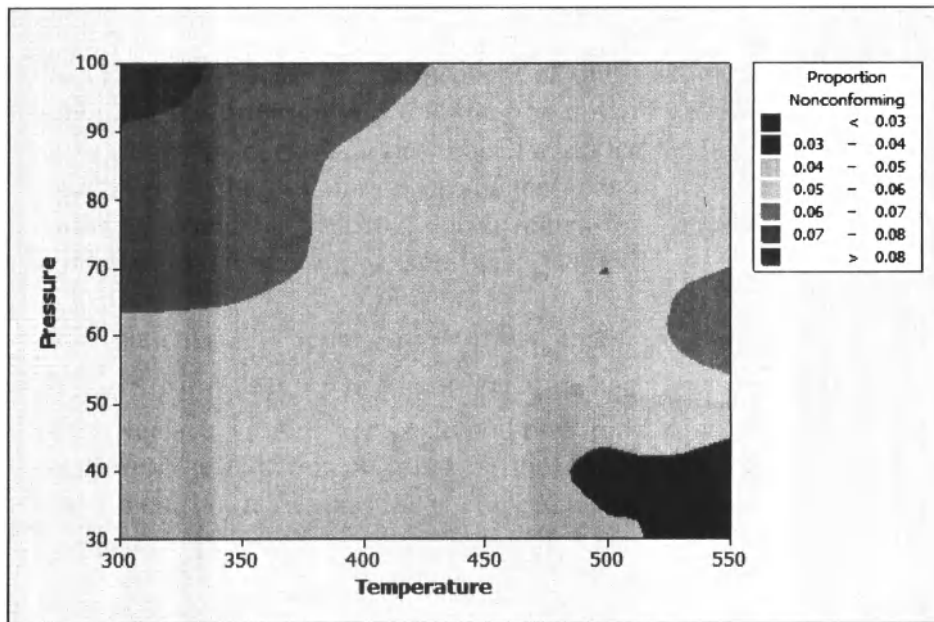 100
90
80
70
60
50
40
30
Pressure
300 350 400 450 500 550
Temperature
Proportion
Nonconforming
< 0.03
0.03 – 0.04
0.04 – 0.05
0.05 – 0.06
0.06 – 0.07
0.07 – 0.08
> 0.08